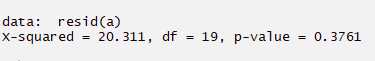 data:  resid(a)
X-squared = 20.311, df = 19, p-value = 0.3761